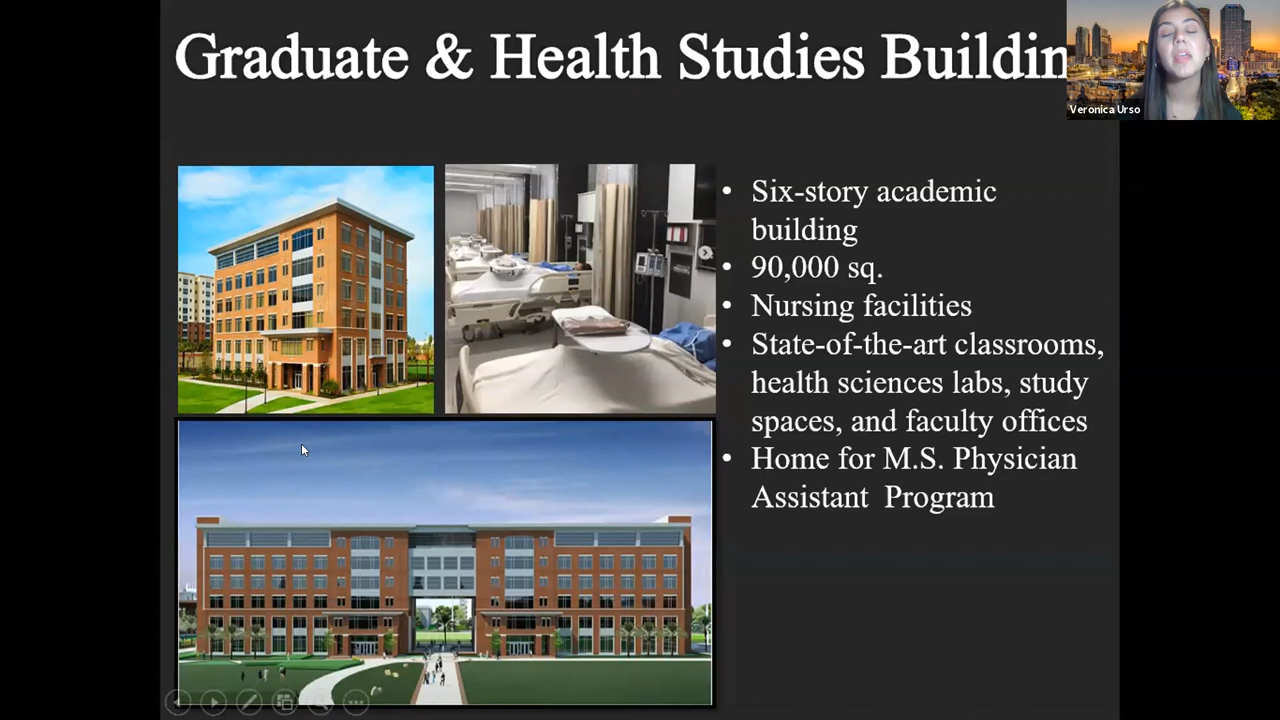 Graduate & Health Studies Buildin
Veronica Urso
• Six-story academic
building
• 90,000 sq.
• Nursing facilities
• State-of-the-art classrooms,
health sciences labs, study
spaces, and faculty offices
• Home for M.S. Physician
Assistant Program